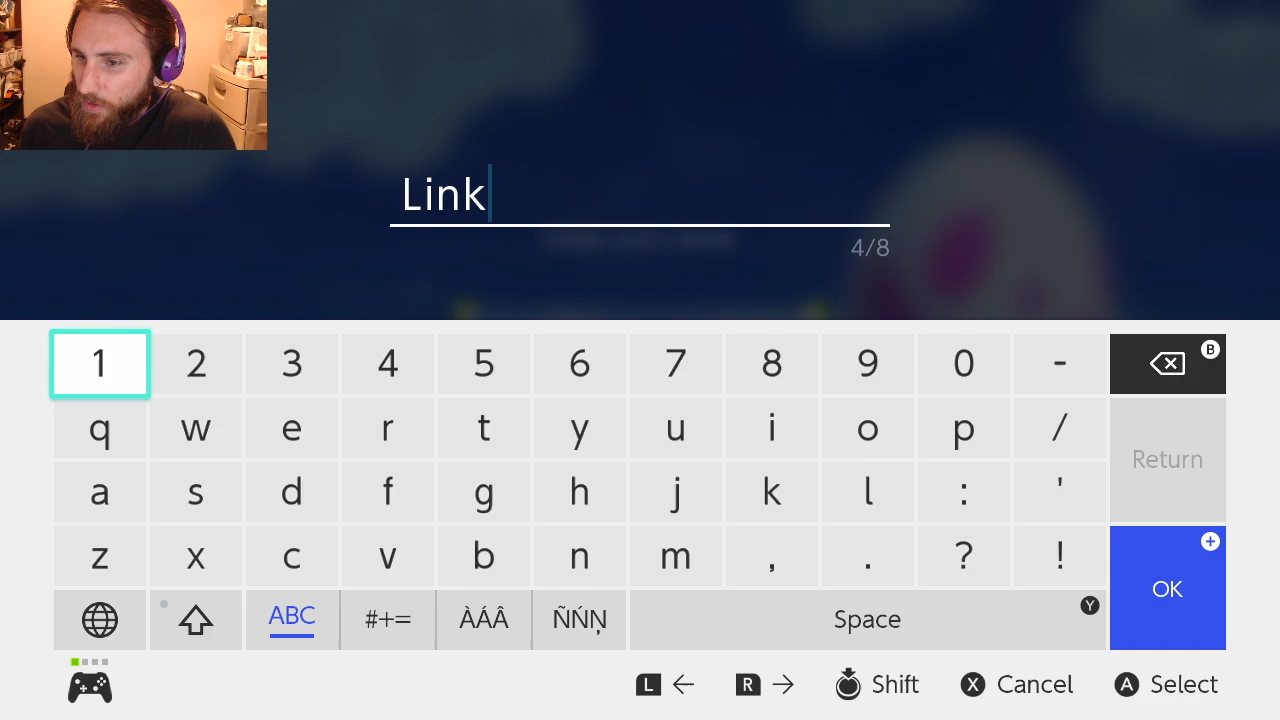 Link
4/8
1 2 3 4 5 6 7 8 9 0 - B
q w e r t y u i o p /
Return
a s d f g h j k l : '
z x c v b n m , . ? ! +
OK
ABC #+= ÀÁÂ ÑŃŅ Space Y
L ← R → Shift X Cancel A Select